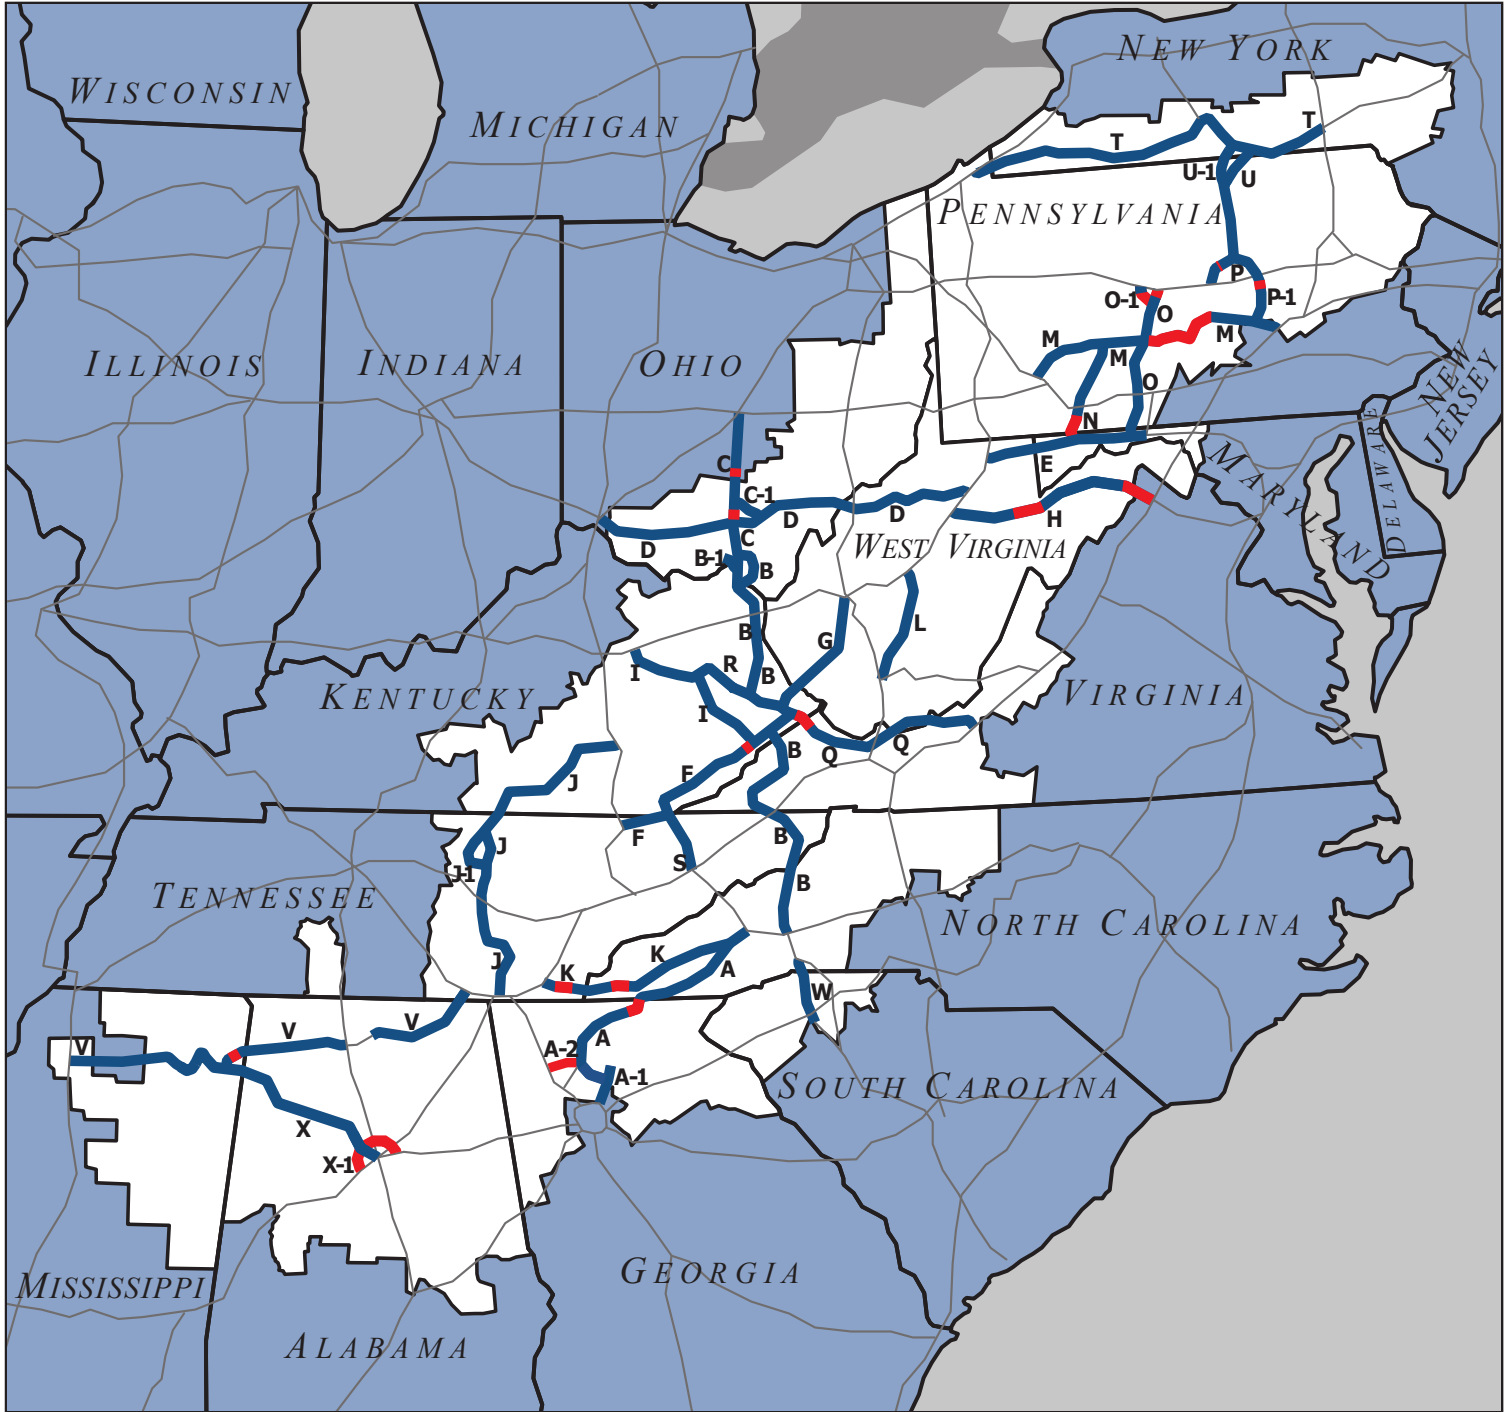 NEW YORK
WISCONSIN
MICHIGAN
T
T
U-1
U
PENNSYLVANIA
P
O-1
O
P-1
M
M
M
ILLINOIS
INDIANA
OHIO
O
NEW
JERSEY
N
DELAWARE
E
C
MARYLAND
C-1
D
D
H
D
C
WEST VIRGINIA
B-1
B
L
B
G
I
R
B
KENTUCKY
VIRGINIA
I
B
Q
Q
F
J
F
B
J
S
J-1
B
TENNESSEE
NORTH CAROLINA
K
J
K
A
W
V
V
A
V
A-2
A-1
SOUTH CAROLINA
X
X-1
MISSISSIPPI
GEORGIA
ALABAMA